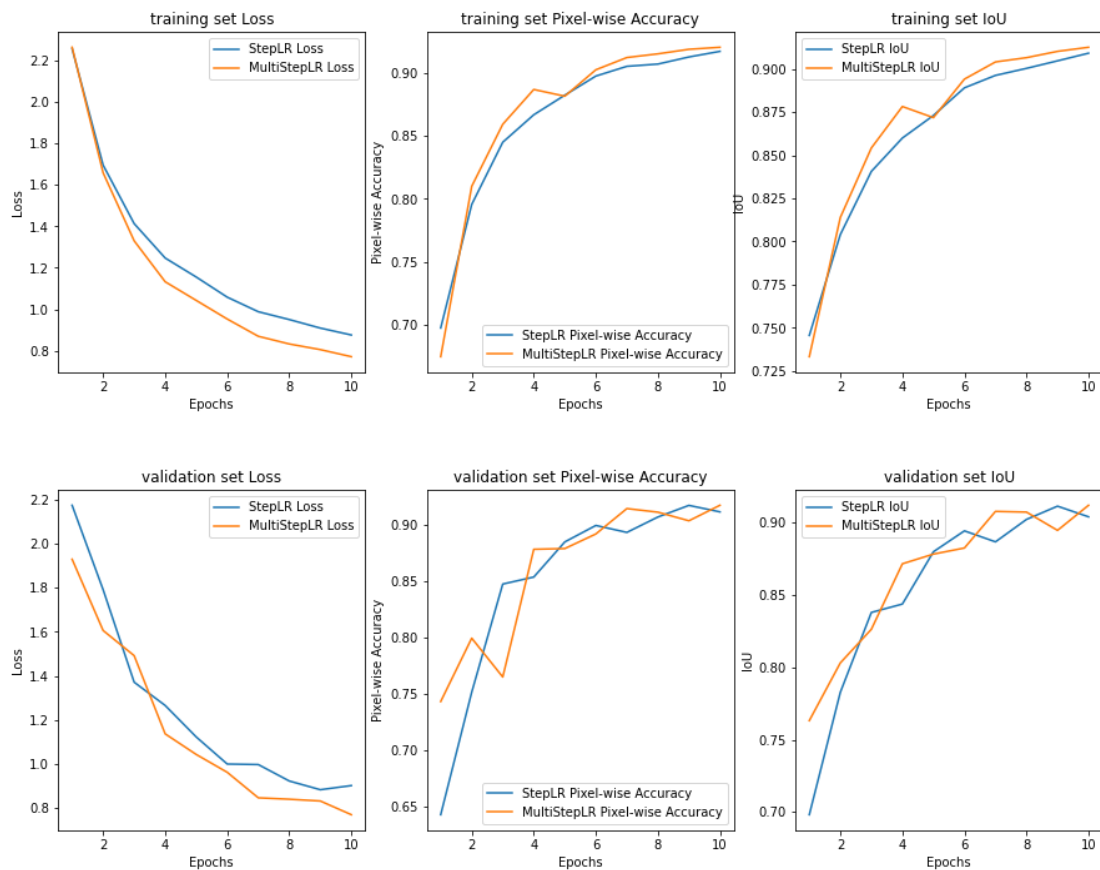 training set Loss
StepLR Loss
MultiStepLR Loss
2.2
2.0
1.8
1.6
1.4
1.2
1.0
0.8
Loss
2 4 6 8 10
Epochs
training set Pixel-wise Accuracy
0.90
0.85
0.80
0.75
0.70
Pixel-wise Accuracy
StepLR Pixel-wise Accuracy
MultiStepLR Pixel-wise Accuracy
2 4 6 8 10
Epochs
training set IoU
StepLR IoU
MultiStepLR IoU
0.900
0.875
0.850
0.825
0.800
0.775
0.750
0.725
IoU
2 4 6 8 10
Epochs
validation set Loss
StepLR Loss
MultiStepLR Loss
2.2
2.0
1.8
1.6
1.4
1.2
1.0
0.8
Loss
2 4 6 8 10
Epochs
validation set Pixel-wise Accuracy
0.90
0.85
0.80
0.75
0.70
0.65
Pixel-wise Accuracy
StepLR Pixel-wise Accuracy
MultiStepLR Pixel-wise Accuracy
2 4 6 8 10
Epochs
validation set IoU
StepLR IoU
MultiStepLR IoU
0.90
0.85
0.80
0.75
0.70
IoU
2 4 6 8 10
Epochs